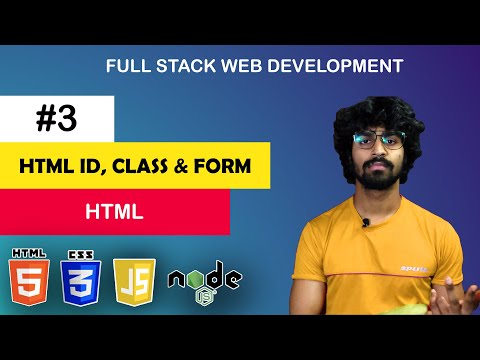 FULL STACK WEB DEVELOPMENT
#3
HTML ID, CLASS & FORM
HTML
HTML
5
CSS
3
JS
node
JS